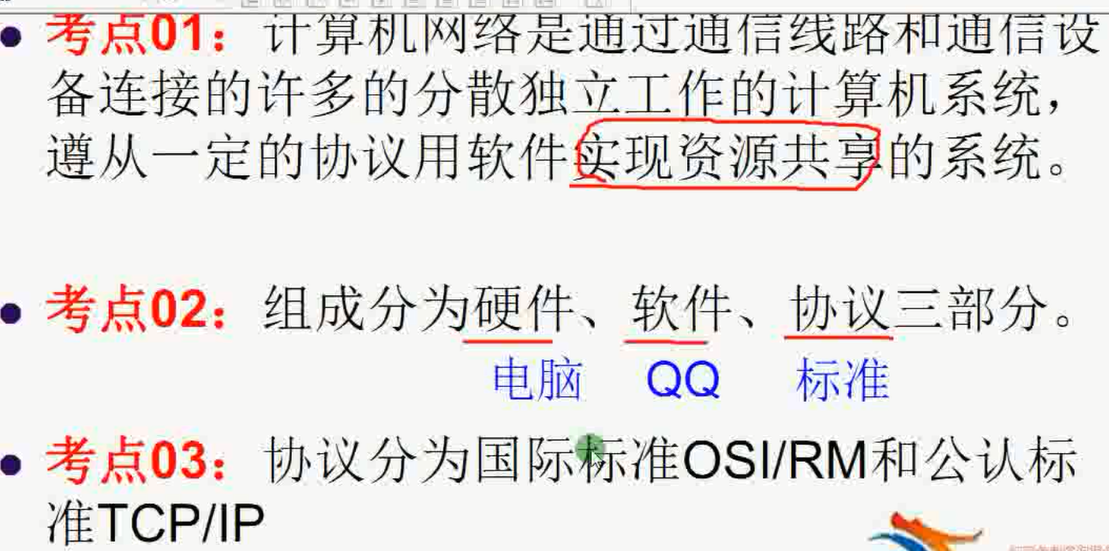 考点01：计算机网络是通过通信线路和通信设
备连接的许多的分散独立工作的计算机系统，
遵从一定的协议用软件实现资源共享的系统。
考点02：组成分为硬件、软件、协议三部分。
电脑 QQ 标准
考点03：协议分为国际标准OSI/RM和公认标
准TCP/IP